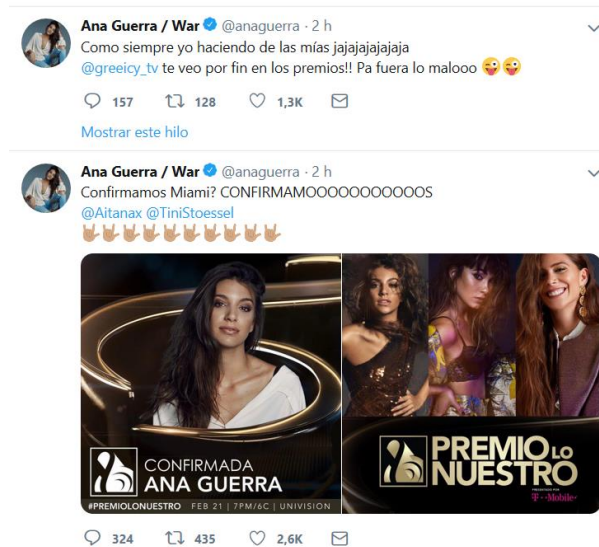 Ana Guerra / War @anaguerra · 2 h
Como siempre yo haciendo de las mías jajajajajajaja
@greeicy_tv te veo por fin en los premios!! Pa fuera lo malooo 😜😜
157 128 1,3K
Mostrar este hilo
Ana Guerra / War @anaguerra · 2 h
Confirmamos Miami? CONFIRMAMOOOOOOOOOOOS
@Aitanax @TiniStoessel
🤟🏼🤟🏼🤟🏼🤟🏼🤟🏼🤟🏼🤟🏼🤟🏼🤟🏼🤟🏼
CONFIRMADA
ANA GUERRA
#PREMIOLONUESTRO FEB 21 | 7PM/6C | UNIVISION
PREMIO LO
NUESTRO
PRESENTADO POR
T-Mobile
324 435 2,6K